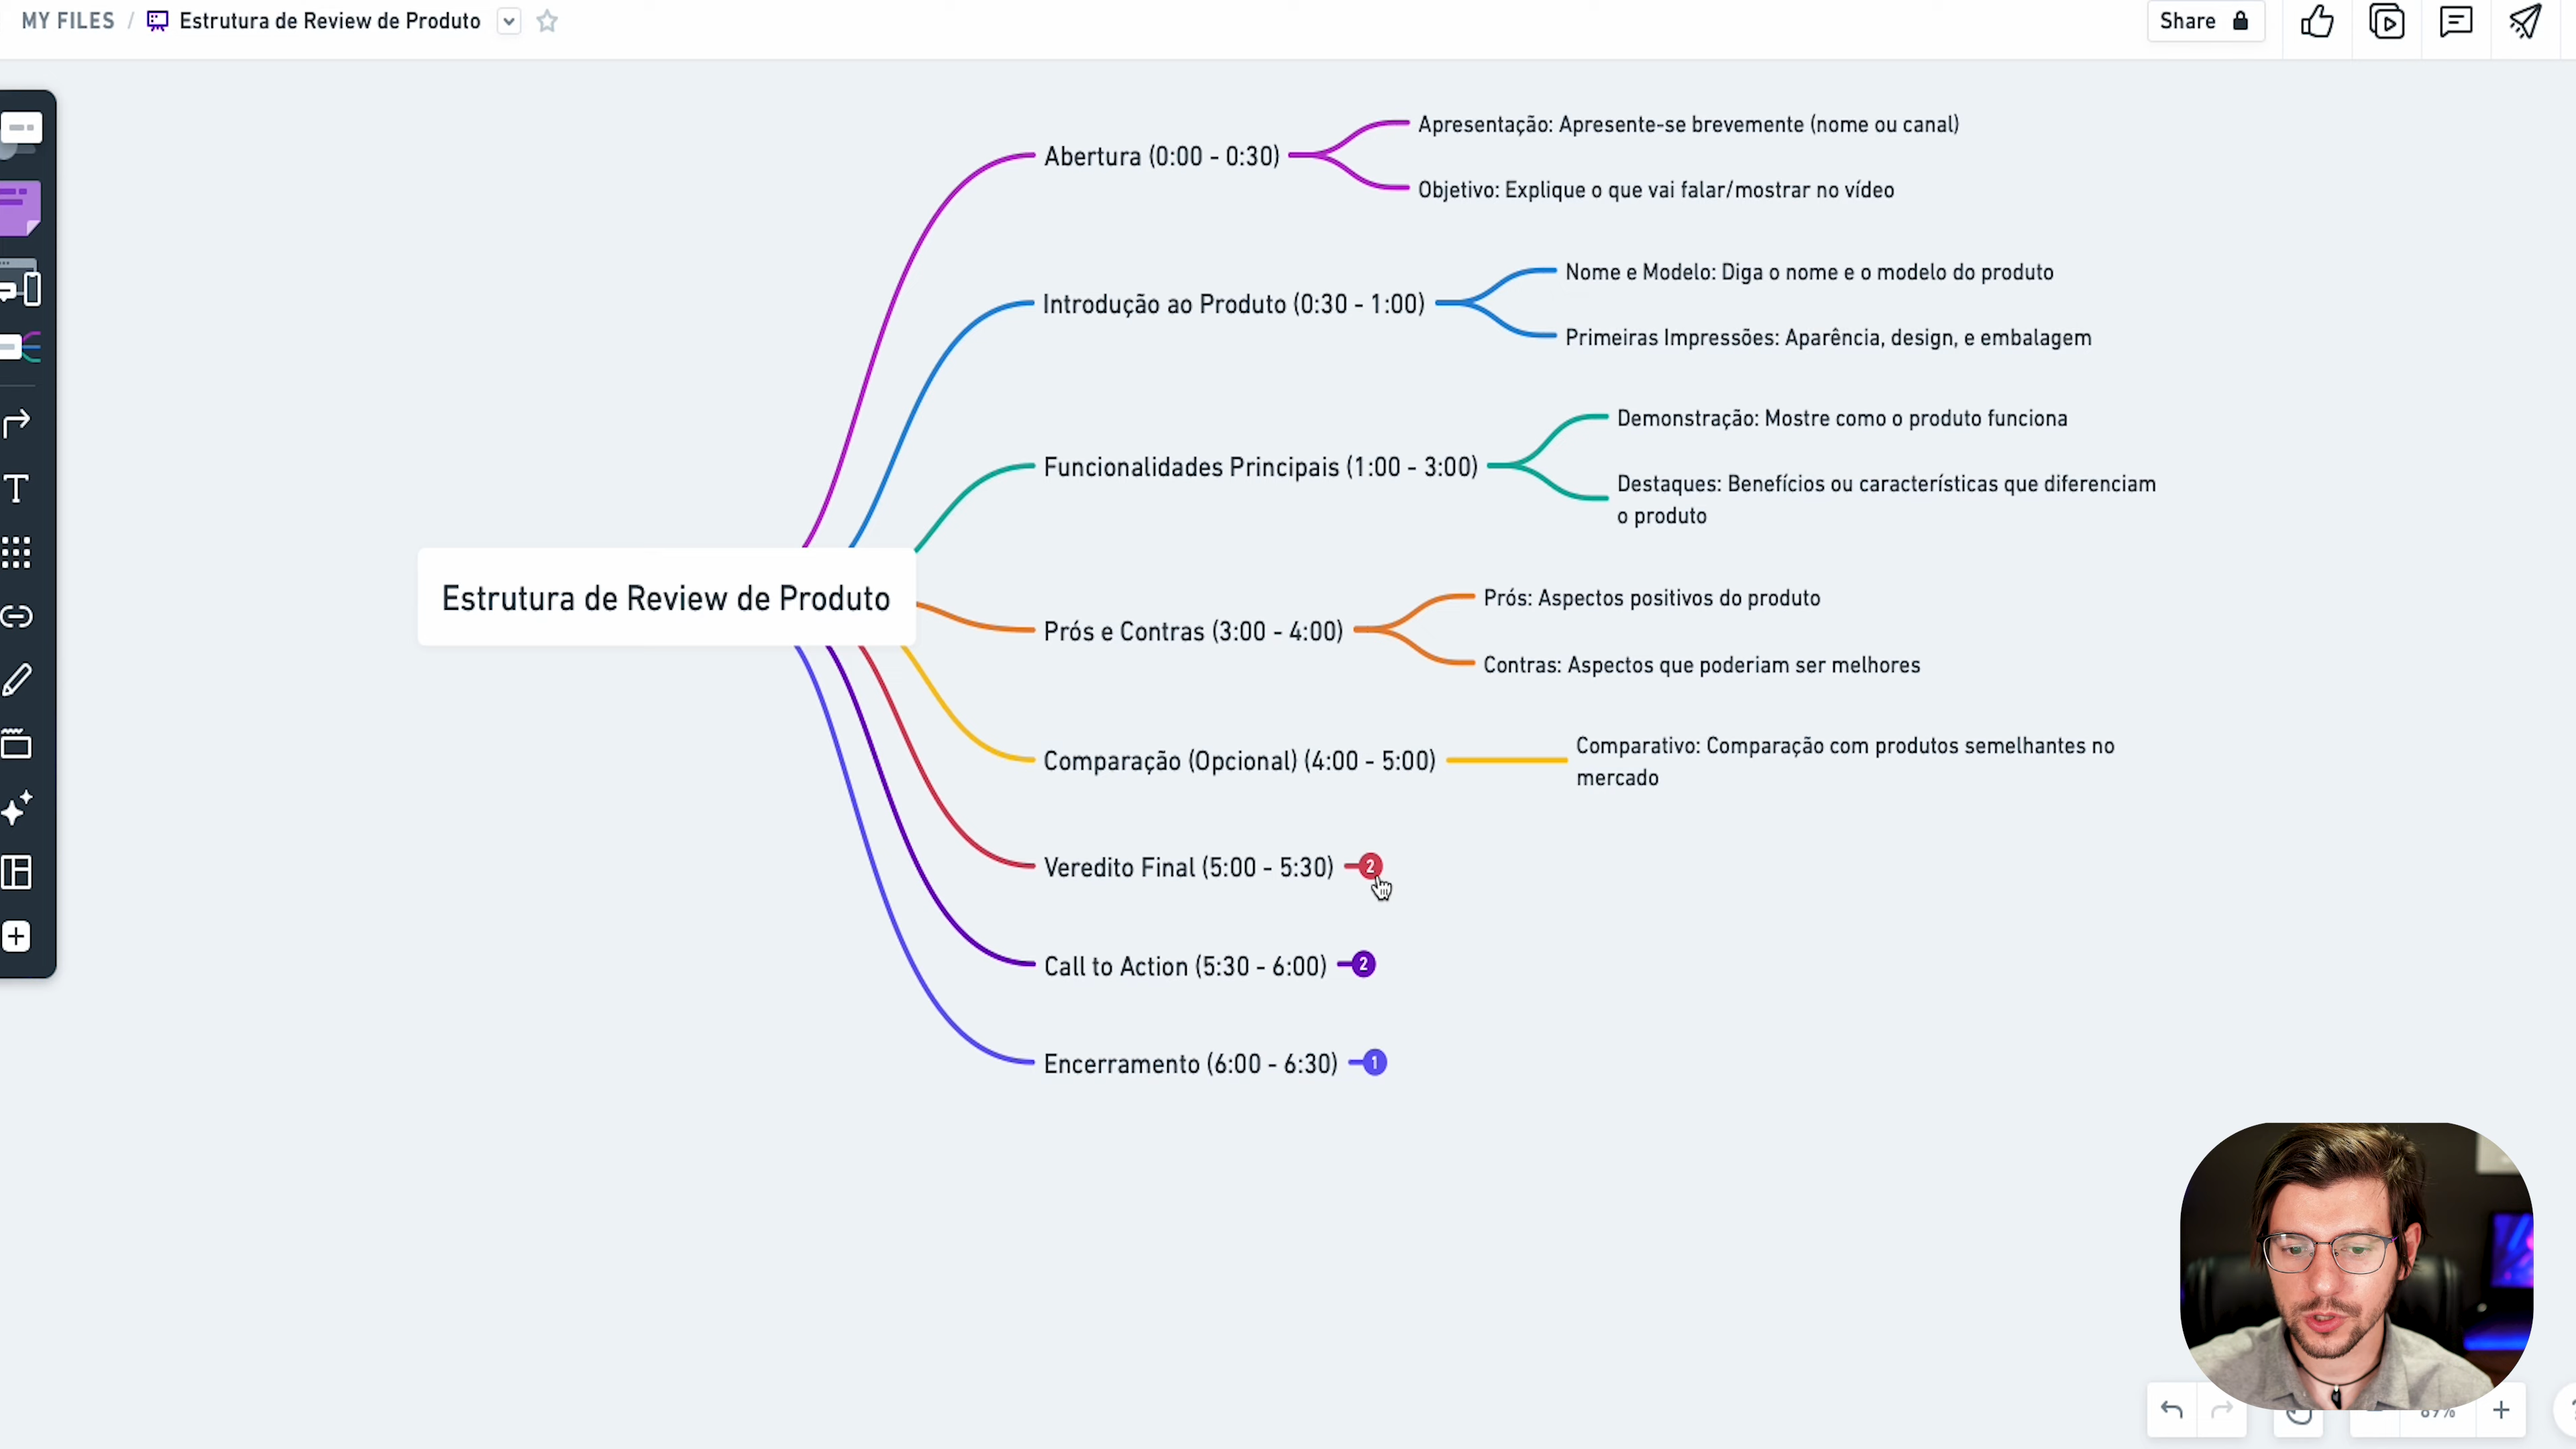 MY FILES / Estrutura de Review de Produto
Share
Apresentação: Apresente-se brevemente (nome ou canal)
Abertura (0:00 - 0:30)
Objetivo: Explique o que vai falar/mostrar no vídeo
Nome e Modelo: Diga o nome e o modelo do produto
Introdução ao Produto (0:30 - 1:00)
Primeiras Impressões: Aparência, design, e embalagem
Demonstração: Mostre como o produto funciona
Funcionalidades Principais (1:00 - 3:00)
Destaques: Benefícios ou características que diferenciam
o produto
Estrutura de Review de Produto
Prós: Aspectos positivos do produto
Prós e Contras (3:00 - 4:00)
Contras: Aspectos que poderiam ser melhores
Comparação (Opcional) (4:00 - 5:00)
Comparativo: Comparação com produtos semelhantes no
mercado
Veredito Final (5:00 - 5:30) 2
Call to Action (5:30 - 6:00) 2
Encerramento (6:00 - 6:30) 1